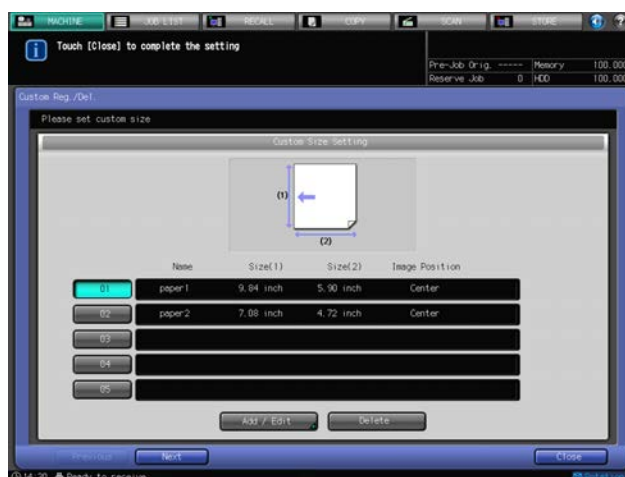 MACHINE JOB LIST RECALL COPY SCAN STORE ?
i Touch [Close] to complete the setting
Pre-Job Orig. ----- Memory 100.00
Reserve Job 0 HDD 100.00
Custom Reg./Del.
Please set custom size
Custom Size Setting
(1)
(2)
Name Size(1) Size(2) Image Position
01 paper1 9.84 inch 5.90 inch Center
02 paper2 7.08 inch 4.72 inch Center
03
04
05
Add / Edit Delete
Previous Next Close
14:20 Ready to receive Rotation